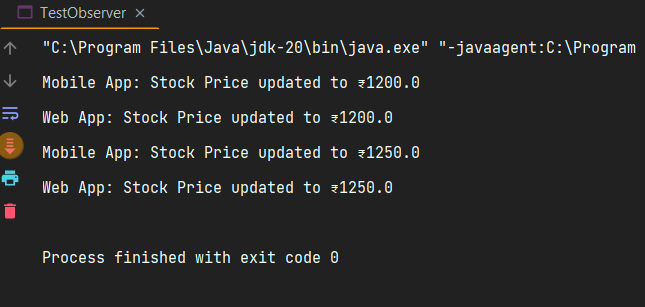 TestObserver
"C:\Program Files\Java\jdk-20\bin\java.exe" "-javaagent:C:\Program
Mobile App: Stock Price updated to ₹1200.0
Web App: Stock Price updated to ₹1200.0
Mobile App: Stock Price updated to ₹1250.0
Web App: Stock Price updated to ₹1250.0
Process finished with exit code 0